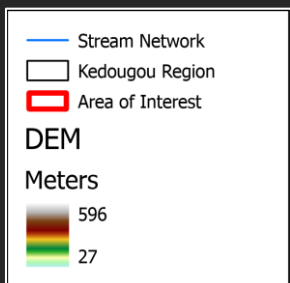 Stream Network
Kedougou Region
Area of Interest
DEM
Meters
596
27